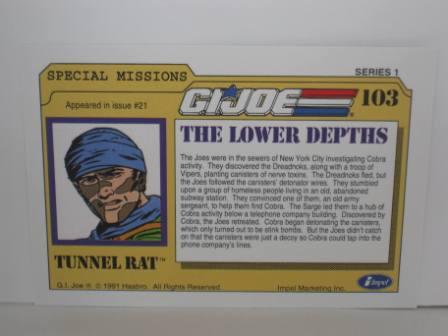 SPECIAL MISSIONS
SERIES 1
Appeared in issue #21
G.I.JOE
103
THE LOWER DEPTHS
The Joes were in the sewers of New York City investigating Cobra
activity. They discovered the Dreadnoks, along with a troop of
Vipers, planting canisters of nerve toxins. The Dreadnoks fled, but
the Joes followed the canisters' detonator wires. They stumbled
upon a group of homeless people living in an old, abandoned
subway station. They convinced one of them, an old army
sergeant, to help them find Cobra. The Sarge led them to a hub of
Cobra activity below a telephone company building. Discovered by
Cobra, the Joes retreated. Cobra began detonating the canisters,
which only turned out to be stink bombs. But the Joes didn't catch
on that the canisters were just a decoy so Cobra could tap into the
phone company's lines.
TUNNEL RAT™
impel
G.I. Joe ® © 1991 Hasbro. All Rights Reserved.
Impel Marketing Inc.